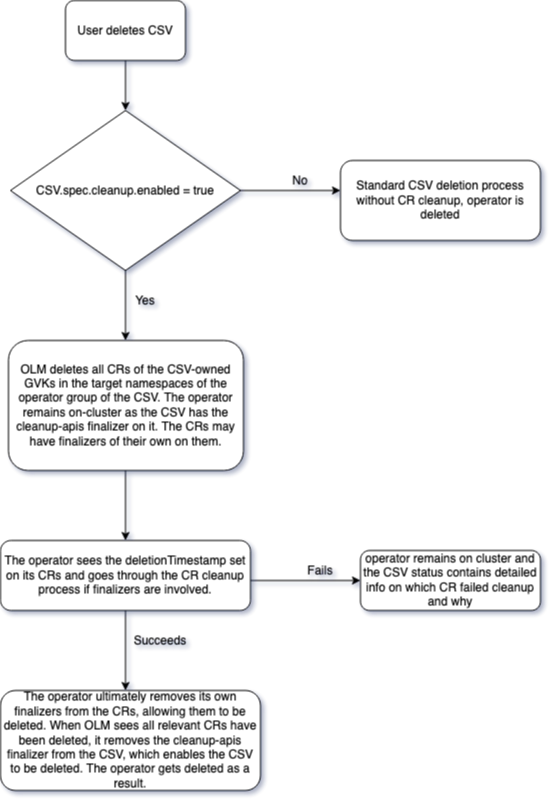 User deletes CSV
CSV.spec.cleanup.enabled = true
No
Standard CSV deletion process
without CR cleanup, operator is
deleted
Yes
OLM deletes all CRs of the CSV-owned
GVKs in the target namespaces of the
operator group of the CSV. The operator
remains on-cluster as the CSV has the
cleanup-apis finalizer on it. The CRs may
have finalizers of their own on them.
The operator sees the deletionTimestamp set
on its CRs and goes through the CR cleanup
process if finalizers are involved.
Fails
operator remains on cluster and
the CSV status contains detailed
info on which CR failed cleanup
and why
Succeeds
The operator ultimately removes its own
finalizers from the CRs, allowing them to be
deleted. When OLM sees all relevant CRs have
been deleted, it removes the cleanup-apis
finalizer from the CSV, which enables the CSV
to be deleted. The operator gets deleted as a
result.